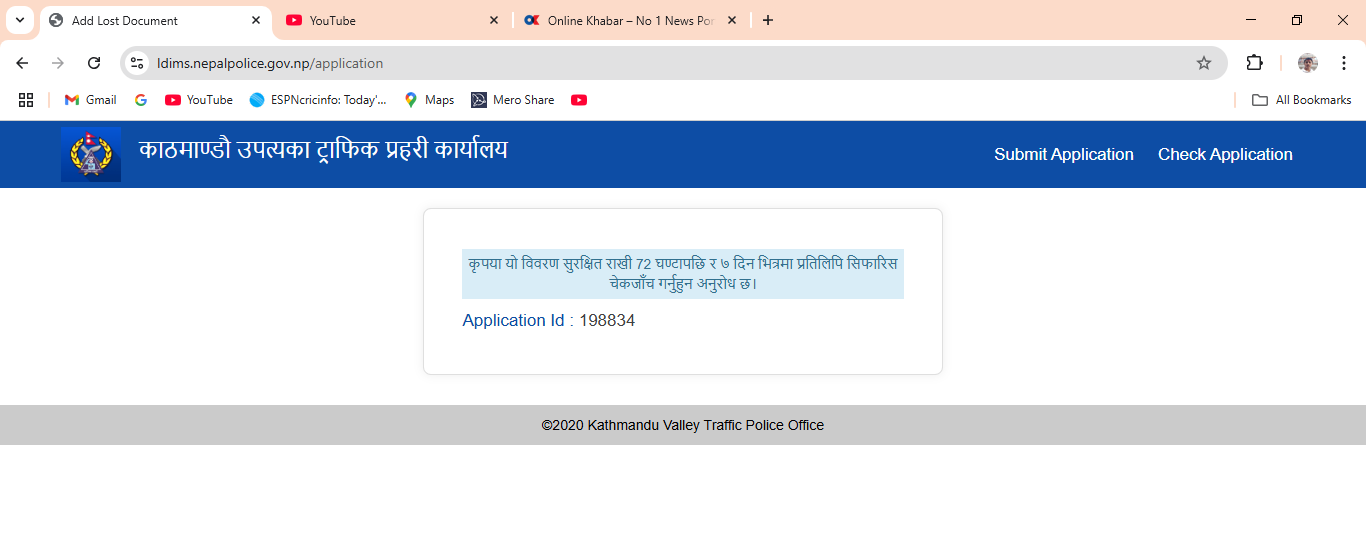 Add Lost Document
YouTube
Online Khabar – No 1 News Por
ldims.nepalpolice.gov.np/application
Gmail
YouTube
ESPNcricinfo: Today'...
Maps
Mero Share
All Bookmarks
काठमाण्डौ उपत्यका ट्राफिक प्रहरी कार्यालय
Submit Application
Check Application
कृपया यो विवरण सुरक्षित राखी 72 घण्टापछि र ७ दिन भित्रमा प्रतिलिपि सिफारिस
चेकजाँच गर्नुहुन अनुरोध छ।
Application Id : 198834
©2020 Kathmandu Valley Traffic Police Office